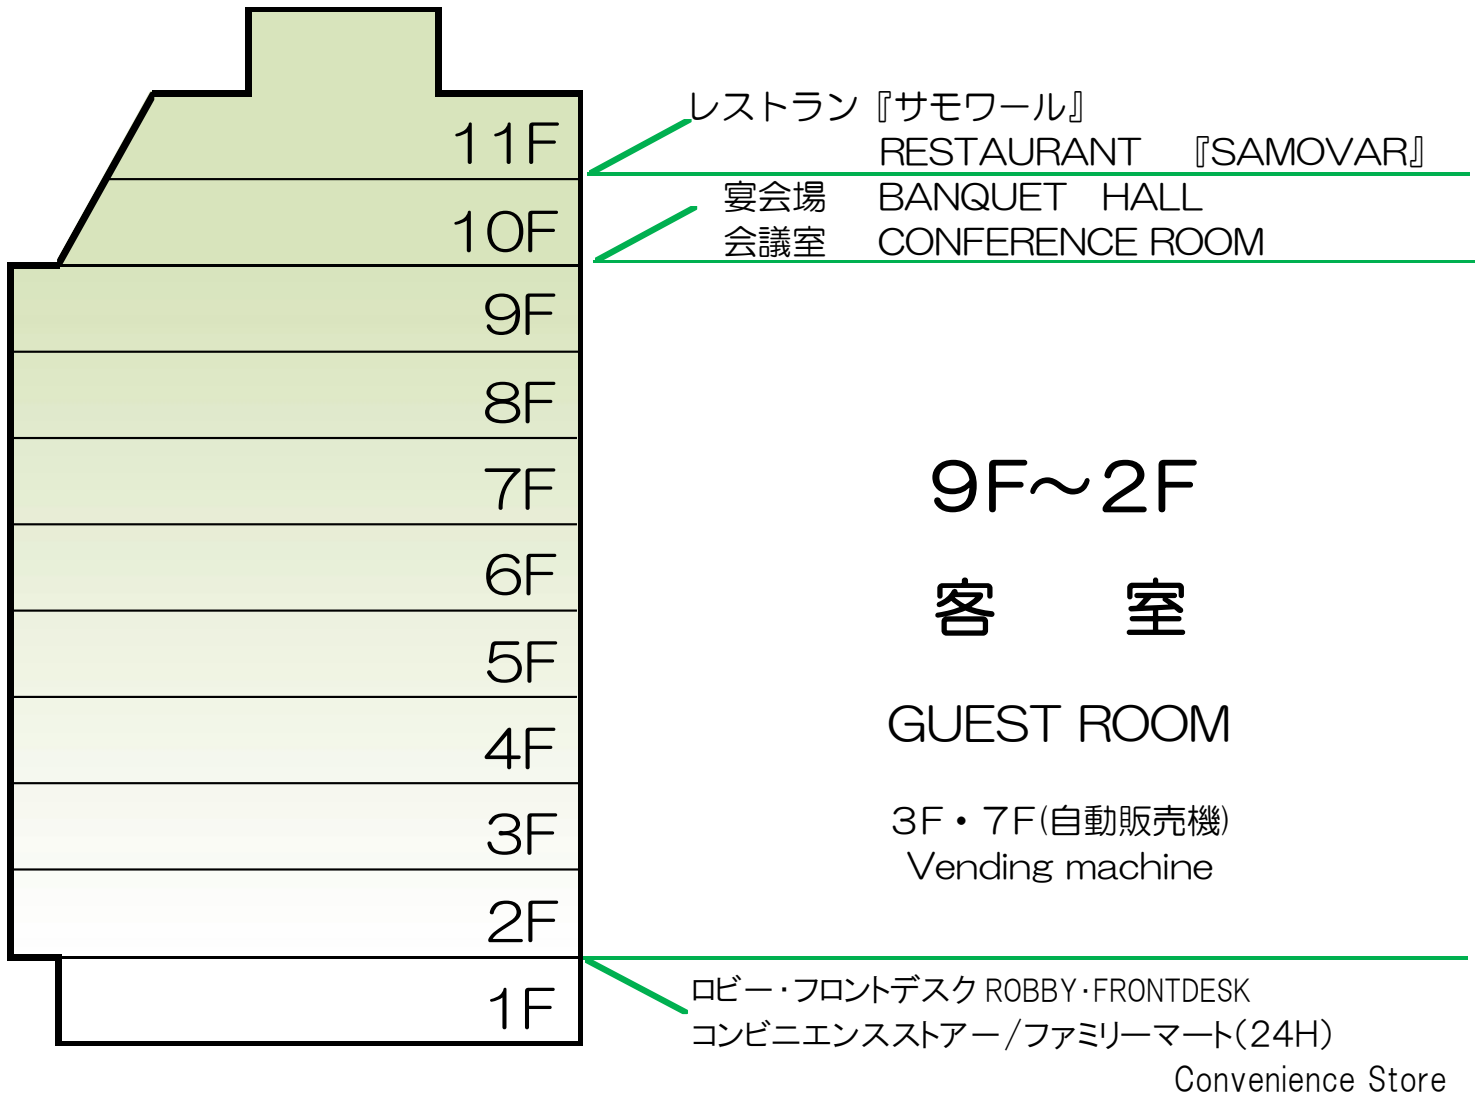 レストラン『サモワール』
11F
RESTAURANT 『SAMOVAR』
宴会場 BANQUET HALL
10F
会議室 CONFERENCE ROOM
9F
8F
7F
9F～2F
6F
客 室
5F
GUEST ROOM
4F
3F
3F・7F(自動販売機)
Vending machine
2F
1F
ロビー・フロントデスク ROBBY・FRONTDESK
コンビニエンスストアー/ファミリーマート(24H)
Convenience Store